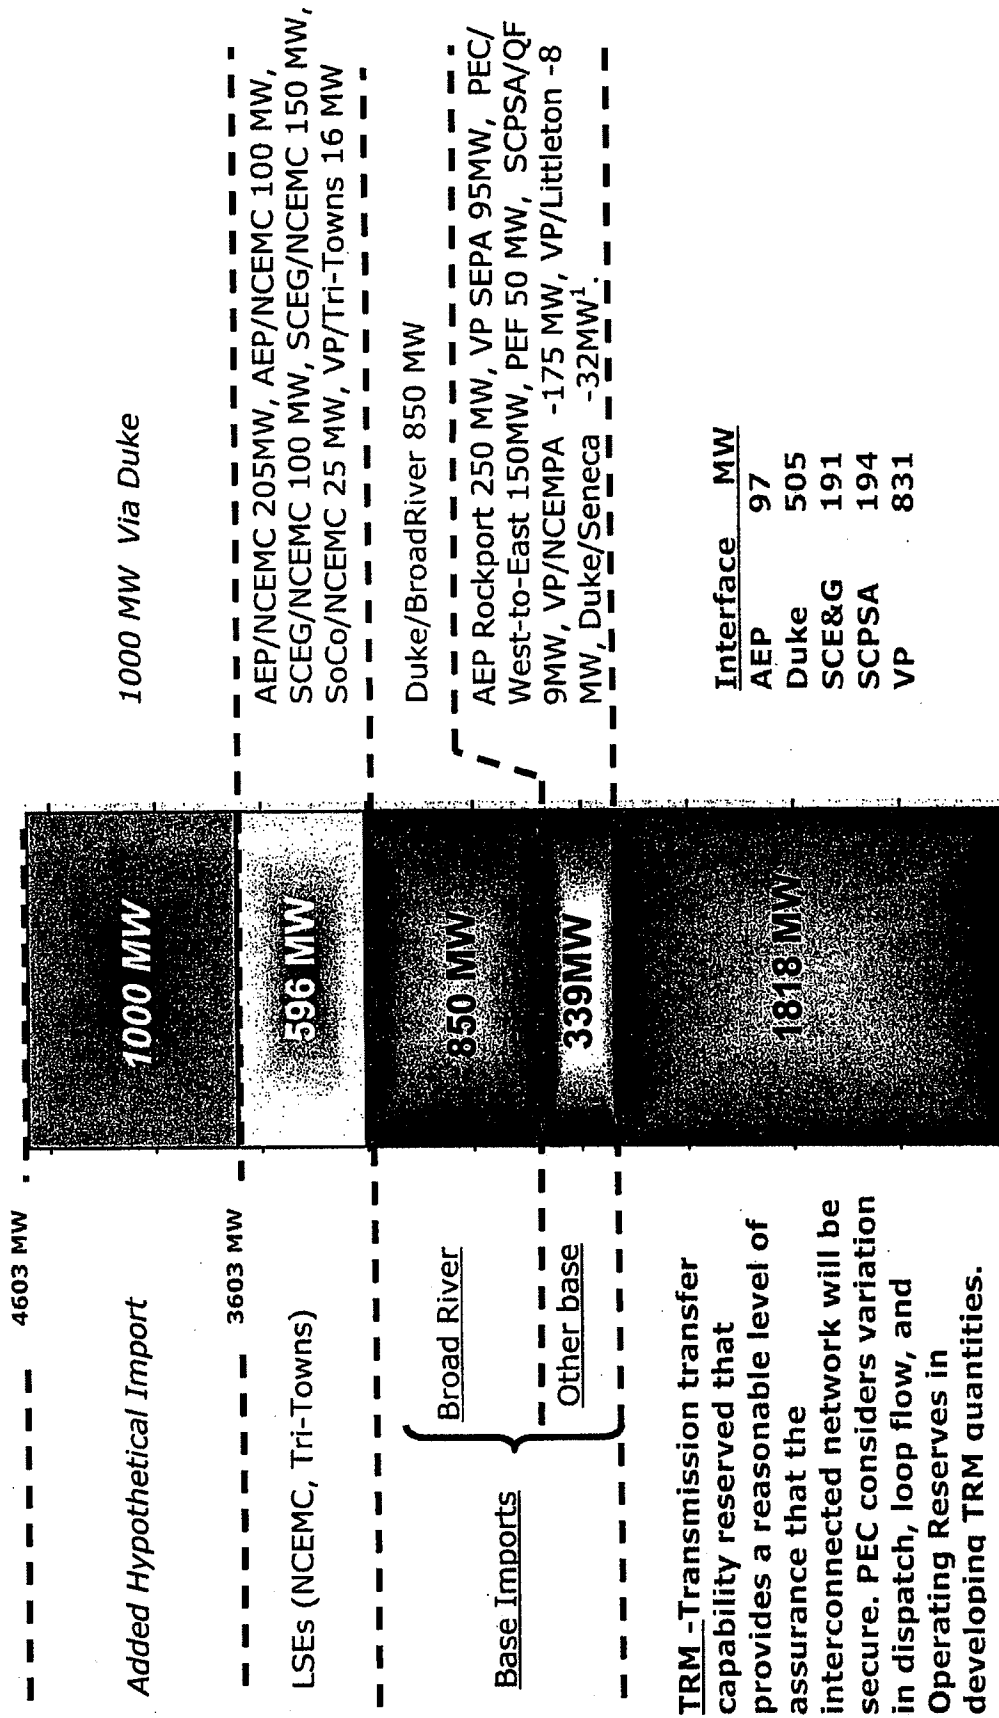 4603 MW
Added Hypothetical Import
1000 MW
1000 MW Via Duke
3603 MW
LSEs (NCEMC, Tri-Towns)
596 MW
AEP/NCEMC 205MW, AEP/NCEMC 100 MW,
SCEG/NCEMC 100 MW, SCEG/NCEMC 150 MW,
SoCo/NCEMC 25 MW, VP/Tri-Towns 16 MW
Base Imports
Broad River
850 MW
Duke/BroadRiver 850 MW
Other base
339MW
AEP Rockport 250 MW, VP SEPA 95MW, PEC/
West-to-East 150MW, PEF 50 MW, SCPSA/QF
9MW, VP/NCEMPA -175 MW, VP/Littleton -8
MW, Duke/Seneca -32MW¹.
TRM -Transmission transfer
capability reserved that
provides a reasonable level of
assurance that the
interconnected network will be
secure. PEC considers variation
in dispatch, loop flow, and
Operating Reserves in
developing TRM quantities.
1818 MW
Interface MW
AEP 97
Duke 505
SCE&G 191
SCPSA 194
VP 831